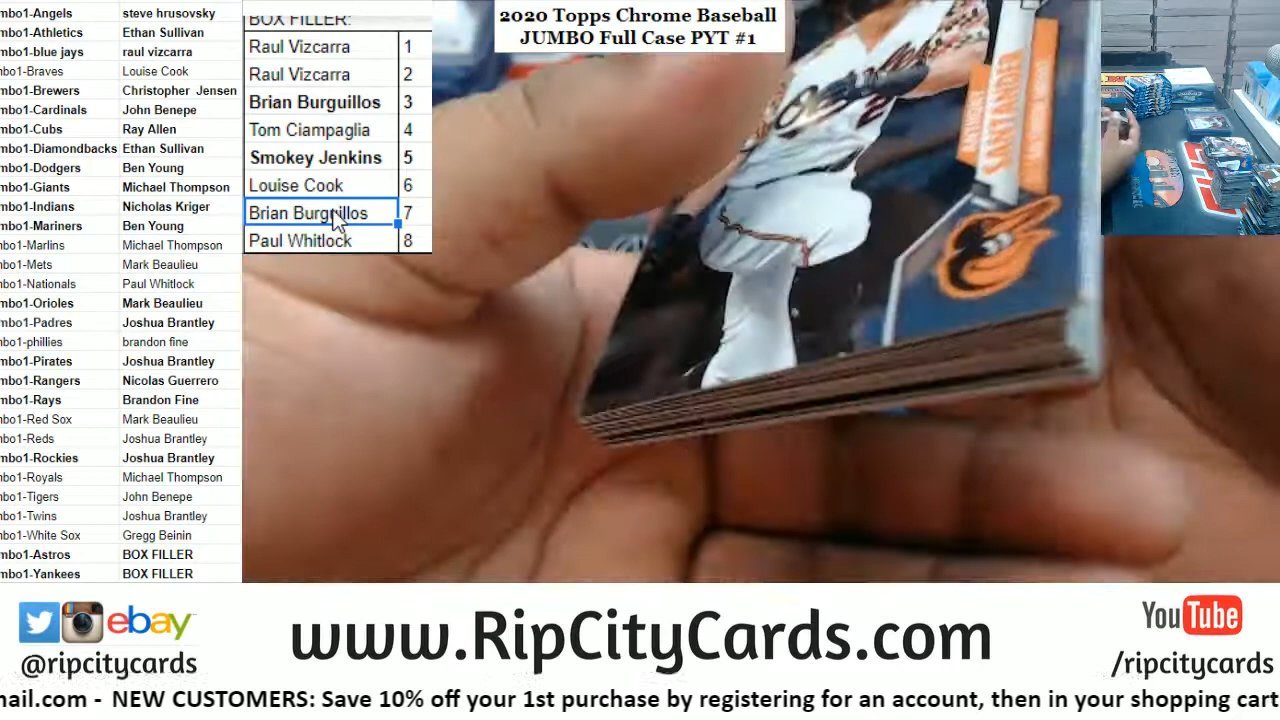 mbo1-Angels steve hrusovsky
mbo1-Athletics Ethan Sullivan
mbo1-blue jays raul vizcarra
mbo1-Braves Louise Cook
mbo1-Brewers Christopher Jensen
mbo1-Cardinals John Benepe
mbo1-Cubs Ray Allen
mbo1-Diamondbacks Ethan Sullivan
mbo1-Dodgers Ben Young
mbo1-Giants Michael Thompson
mbo1-Indians Nicholas Kriger
mbo1-Mariners Ben Young
mbo1-Marlins Michael Thompson
mbo1-Mets Mark Beaulieu
mbo1-Nationals Paul Whitlock
mbo1-Orioles Mark Beaulieu
mbo1-Padres Joshua Brantley
mbo1-phillies brandon fine
mbo1-Pirates Joshua Brantley
mbo1-Rangers Nicolas Guerrero
mbo1-Rays Brandon Fine
mbo1-Red Sox Mark Beaulieu
mbo1-Reds Joshua Brantley
mbo1-Rockies Joshua Brantley
mbo1-Royals Michael Thompson
mbo1-Tigers John Benepe
mbo1-Twins Joshua Brantley
mbo1-White Sox Gregg Beinin
mbo1-Astros BOX FILLER
mbo1-Yankees BOX FILLER
BOX FILLER:
Raul Vizcarra 1
Raul Vizcarra 2
Brian Burguillos 3
Tom Ciampaglia 4
Smokey Jenkins 5
Louise Cook 6
Brian Burguillos 7
Paul Whitlock 8
2020 Topps Chrome Baseball
JUMBO Full Case PYT #1
ANTHONY
SANTANDER
Orioles
2
ebay
@ripcitycards
www.RipCityCards.com
YouTube
/ripcitycards
mail.com - NEW CUSTOMERS: Save 10% off your 1st purchase by registering for an account, then in your shopping cart